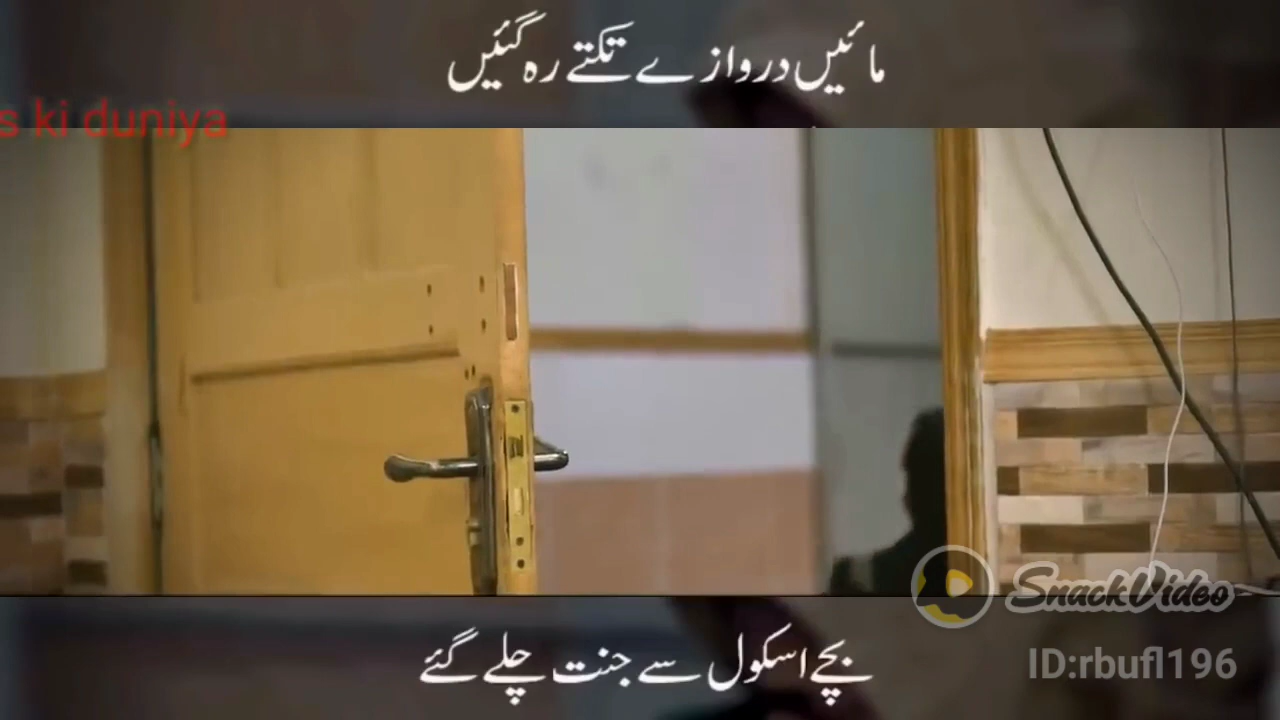 مائیں دروازے تکتے رہ گئیں
s ki duniya
SnackVideo
بچے اسکول سے جنت چلے گئے
ID:rbufl196